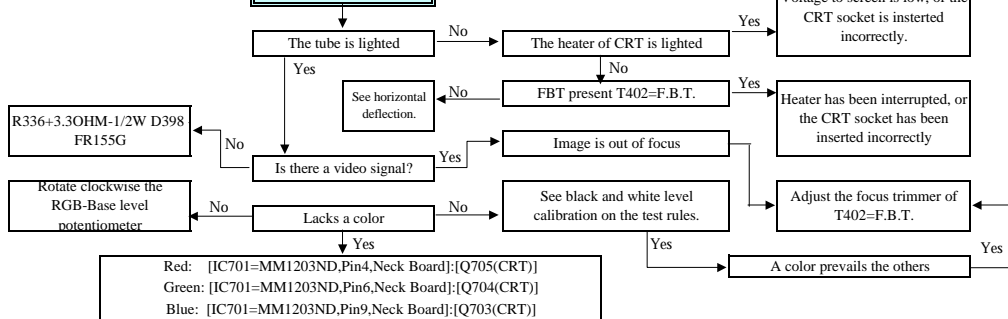 Voltage to screen is low, or the
CRT socket is insterted
incorrectly.
Yes
The tube is lighted
No
The heater of CRT is lighted
Yes
No
See horizontal
deflection.
No
FBT present T402=F.B.T.
Yes
Heater has been interrupted, or
the CRT socket has been
inserted incorrectly
R336+3.3OHM-1/2W D398
FR155G
No
Is there a video signal?
Yes
Image is out of focus
Rotate clockwise the
RGB-Base level
potentiometer
No
Lacks a color
No
See black and white level
calibration on the test rules.
Adjust the focus trimmer of
T402=F.B.T.
Yes
Yes
A color prevails the others
Yes
Red: [IC701=MM1203ND,Pin4,Neck Board]:[Q705(CRT)]
Green: [IC701=MM1203ND,Pin6,Neck Board]:[Q704(CRT)]
Blue: [IC701=MM1203ND,Pin9,Neck Board]:[Q703(CRT)]